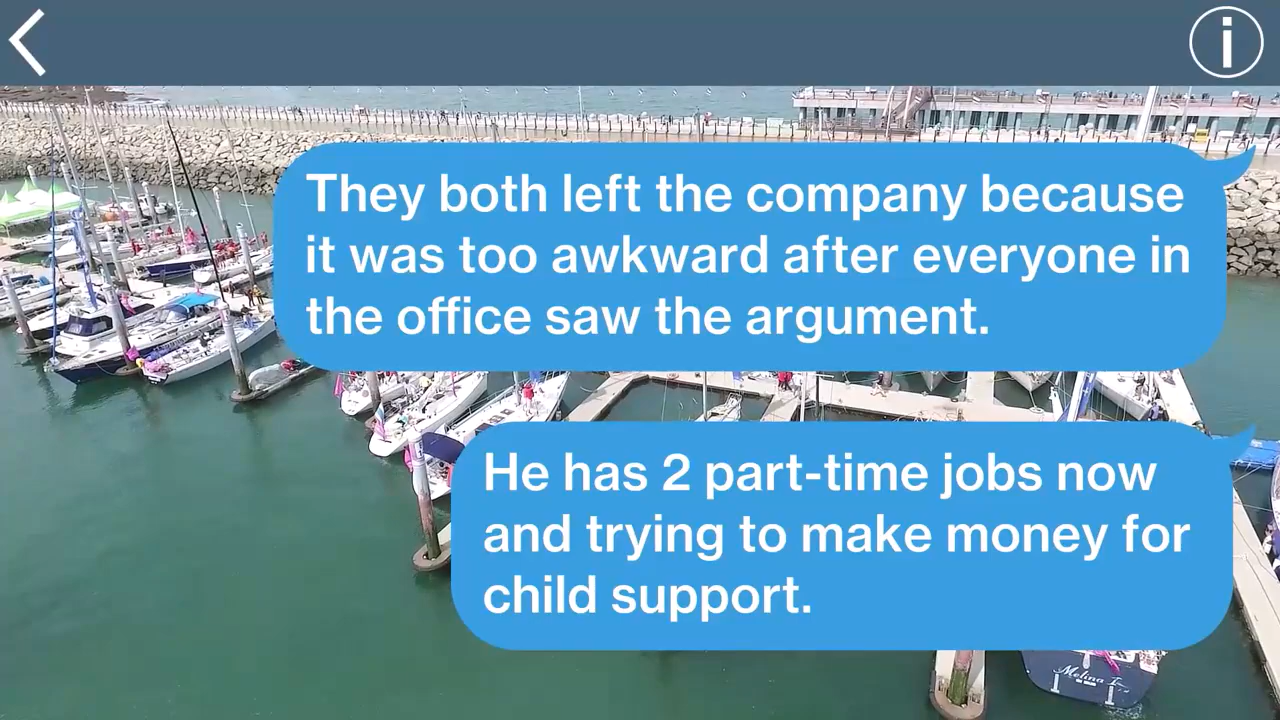 They both left the company because
it was too awkward after everyone in
the office saw the argument.
He has 2 part-time jobs now
and trying to make money for
child support.
Melina I